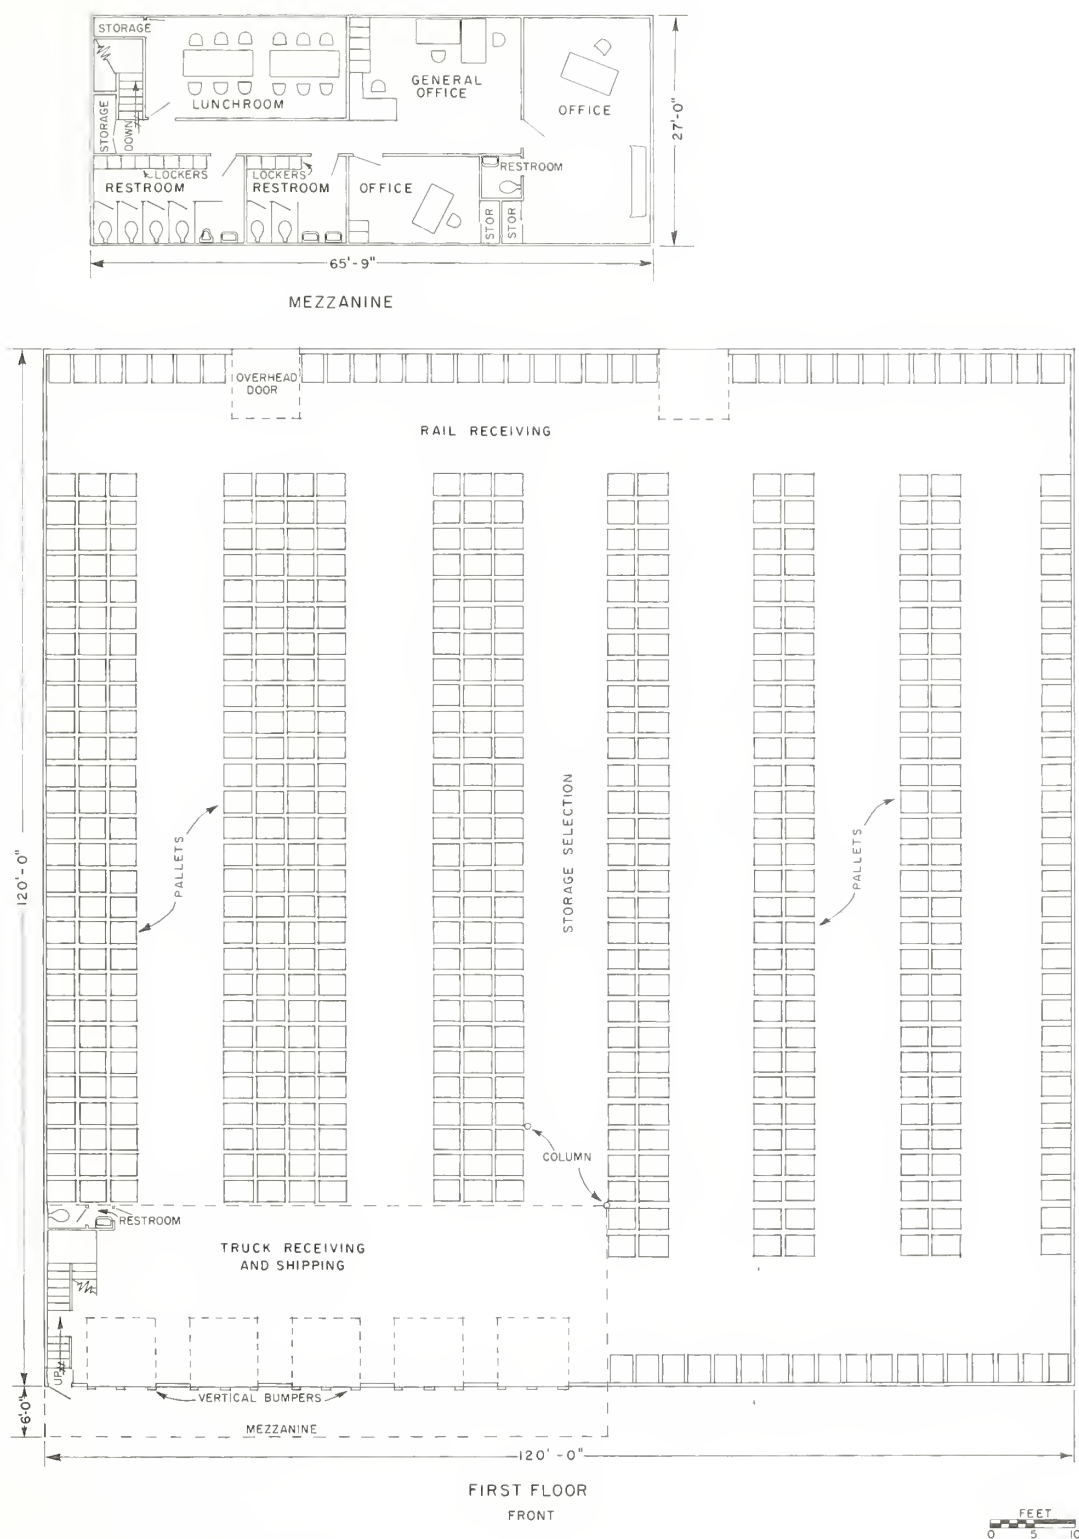 STORAGE
LUNCHROOM
GENERAL
OFFICE
OFFICE
27'-0"
STORAGE
DOWN
LOCKERS
RESTROOM
LOCKERS
RESTROOM
OFFICE
RESTROOM
STOR
STOR
65'-9"
MEZZANINE
OVERHEAD
DOOR
RAIL RECEIVING
120'-0"
PALLETS
STORAGE SELECTION
PALLETS
COLUMN
RESTROOM
TRUCK RECEIVING
AND SHIPPING
UP
6'-0"
VERTICAL BUMPERS
MEZZANINE
120'-0"
FIRST FLOOR
FRONT
FEET
0 5 10